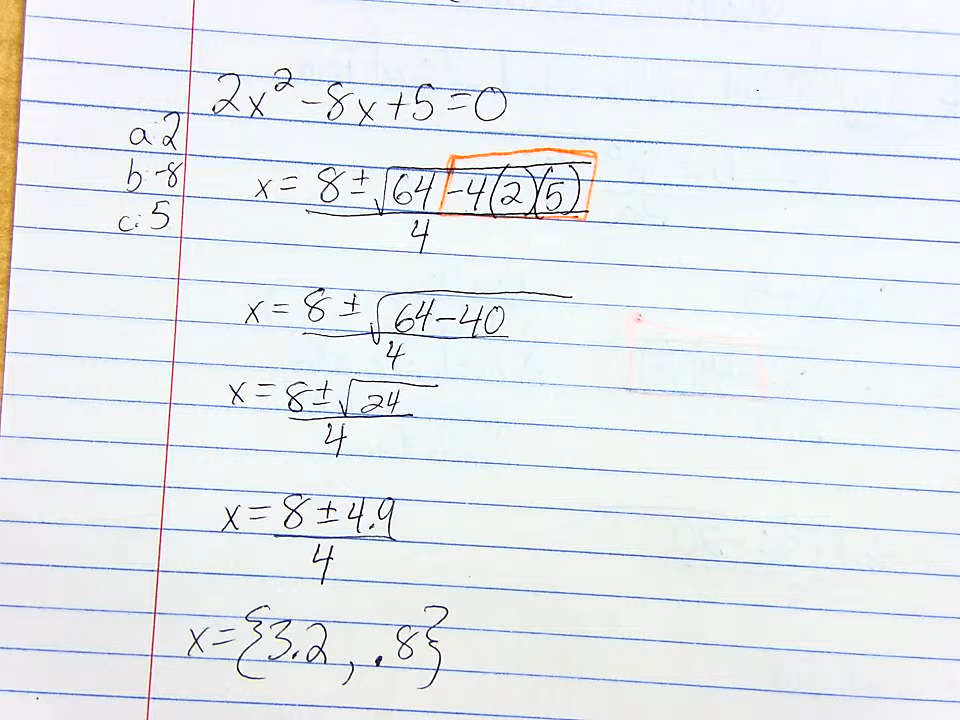 2x² -8x+5=0
a:2
b:-8
c:5
x= 8±√64 -4(2)(5)
4
x= 8±√64-40
4
x= 8±√24
4
x= 8±4.9
4
x={3.2, .8}